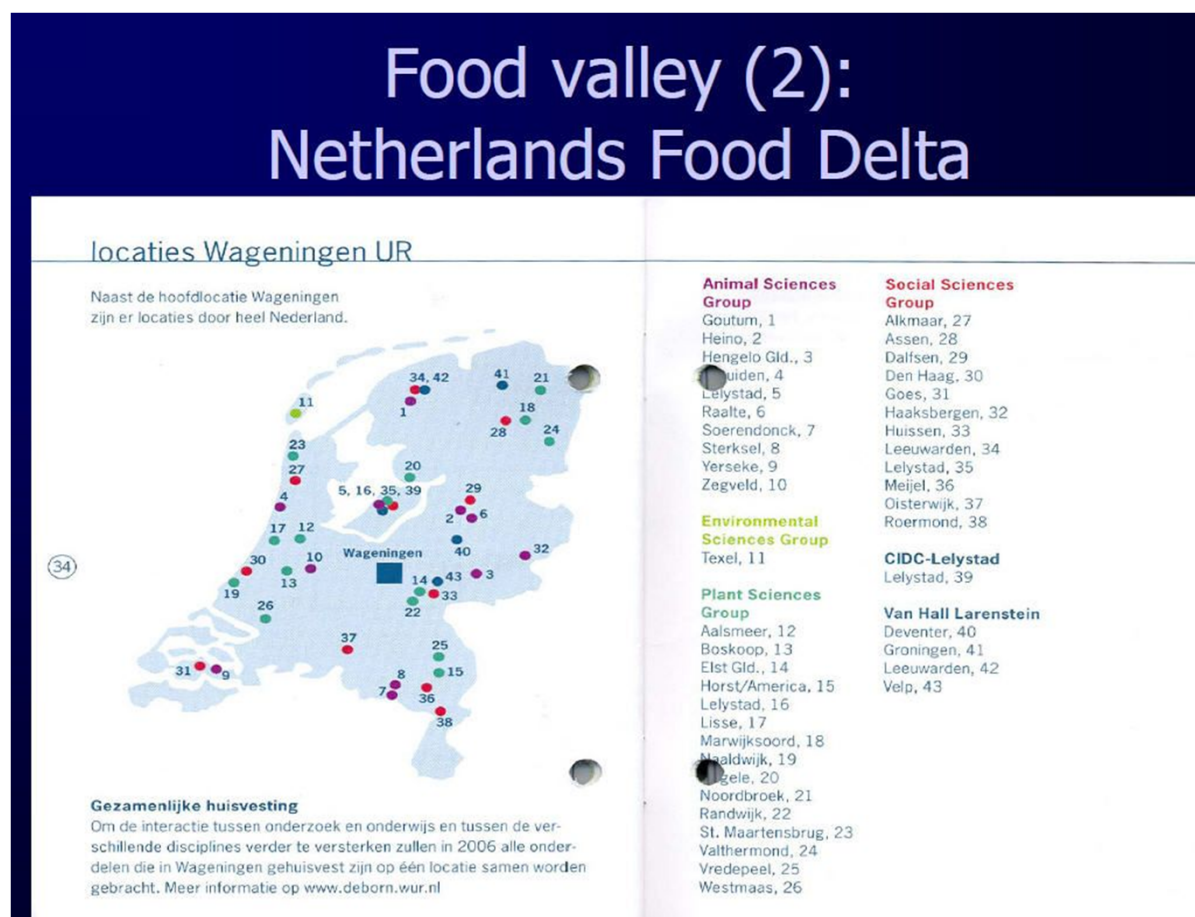 Food valley (2):
Netherlands Food Delta
locaties Wageningen UR
Naast de hoofdlocatie Wageningen
zijn er locaties door heel Nederland.
34, 42
41
21
1
11
18
28
24
23
20
27
5, 16, 35, 39
29
4
2
6
17
12
40
Wageningen
32
30
10
34
43
3
14
19
13
33
22
26
37
25
31
9
8
15
7
36
38
Gezamenlijke huisvesting
Om de interactie tussen onderzoek en onderwijs en tussen de ver-
schillende disciplines verder te versterken zullen in 2006 alle onder-
delen die in Wageningen gehuisvest zijn op één locatie samen worden
gebracht. Meer informatie op www.deborn.wur.nl
Animal Sciences
Group
Goutum, 1
Heino, 2
Hengelo Gld., 3
4
Lelystad, 5
Raalte, 6
Soerendonck, 7
Sterksel, 8
Yerseke, 9
Zegveld, 10
Environmental
Sciences Group
Texel, 11
Plant Sciences
Group
Aalsmeer, 12
Boskoop, 13
Elst Gld., 14
Horst/America, 15
Lelystad, 16
Lisse, 17
Marwijksoord, 18
Naaldwijk, 19
20
Noordbroek, 21
Randwijk, 22
St. Maartensbrug, 23
Valthermond, 24
Vredepeel, 25
Westmaas, 26
Social Sciences
Group
Alkmaar, 27
Assen, 28
Dalfsen, 29
Den Haag, 30
Goes, 31
Haaksbergen, 32
Huissen, 33
Leeuwarden, 34
Lelystad, 35
Meijel, 36
Oisterwijk, 37
Roermond, 38
CIDC-Lelystad
Lelystad, 39
Van Hall Larenstein
Deventer, 40
Groningen, 41
Leeuwarden, 42
Velp, 43